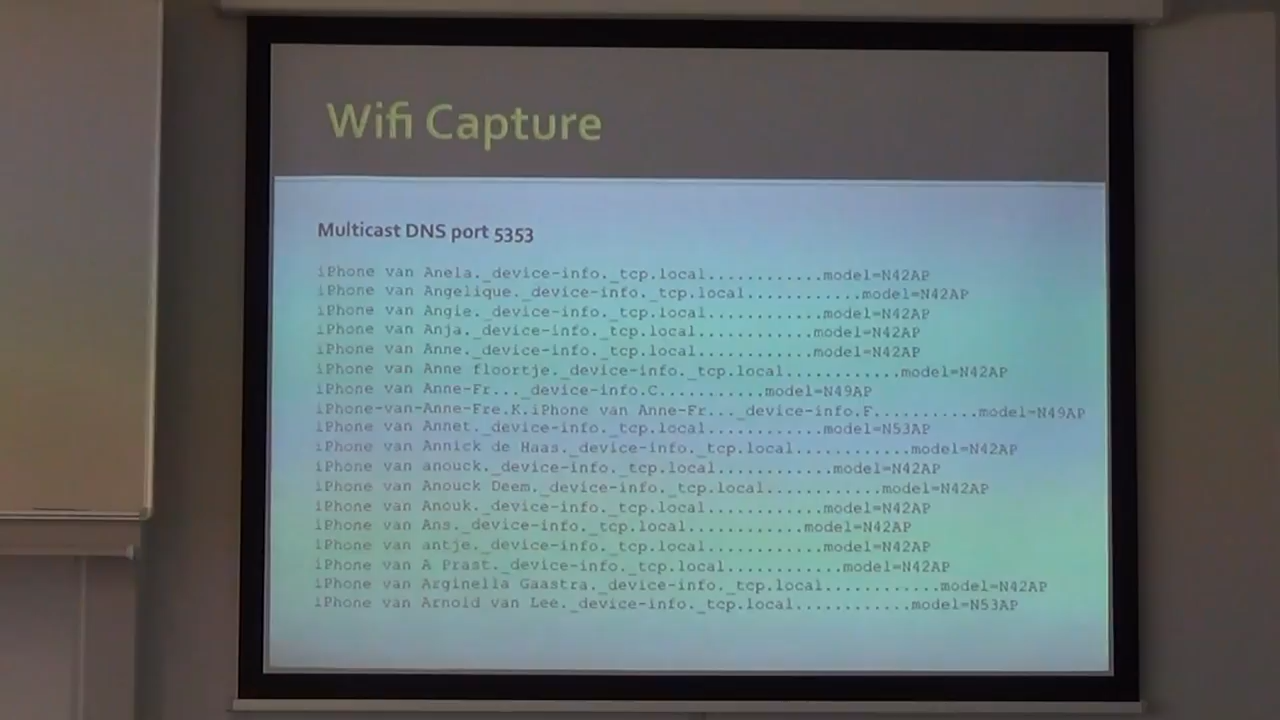 Wifi Capture
Multicast DNS port 5353
iPhone van Anela._device-info._tcp.local............model=N42AP
iPhone van Angelique._device-info._tcp.local............model=N42AP
iPhone van Angie._device-info._tcp.local............model=N42AP
iPhone van Anja._device-info._tcp.local............model=N42AP
iPhone van Anne._device-info._tcp.local............model=N42AP
iPhone van Anne floortje._device-info._tcp.local............model=N42AP
iPhone van Anne-Fr..._device-info.C...........model=N49AP
iPhone-van-Anne-Fre.K.iPhone van Anne-Fr..._device-info.F...........model=N49AP
iPhone van Annet._device-info._tcp.local............model=N53AP
iPhone van Annick de Haas._device-info._tcp.local............model=N42AP
iPhone van anouck._device-info._tcp.local............model=N42AP
iPhone van Anouck Deem._device-info._tcp.local............model=N42AP
iPhone van Anouk._device-info._tcp.local............model=N42AP
iPhone van Ans._device-info._tcp.local............model=N42AP
iPhone van antje._device-info._tcp.local............model=N42AP
iPhone van A Prast._device-info._tcp.local............model=N42AP
iPhone van Arginella Gaastra._device-info._tcp.local............model=N42AP
iPhone van Arnold van Lee._device-info._tcp.local............model=N53AP